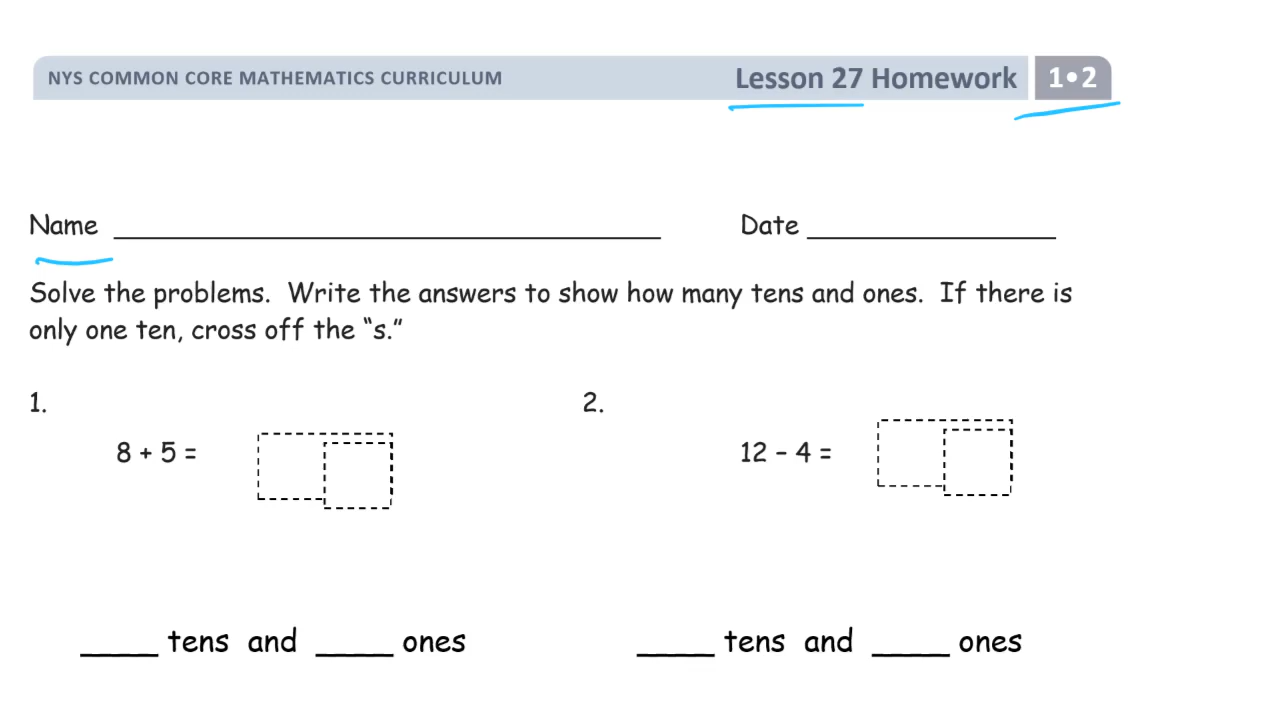 NYS COMMON CORE MATHEMATICS CURRICULUM Lesson 27 Homework 1•2
Name ______ Date ______
Solve the problems.  Write the answers to show how many tens and ones.  If there is
only one ten, cross off the “s.”
1. 2.
8 + 5 = 12 – 4 =
____ tens and ____ ones ____ tens and ____ ones